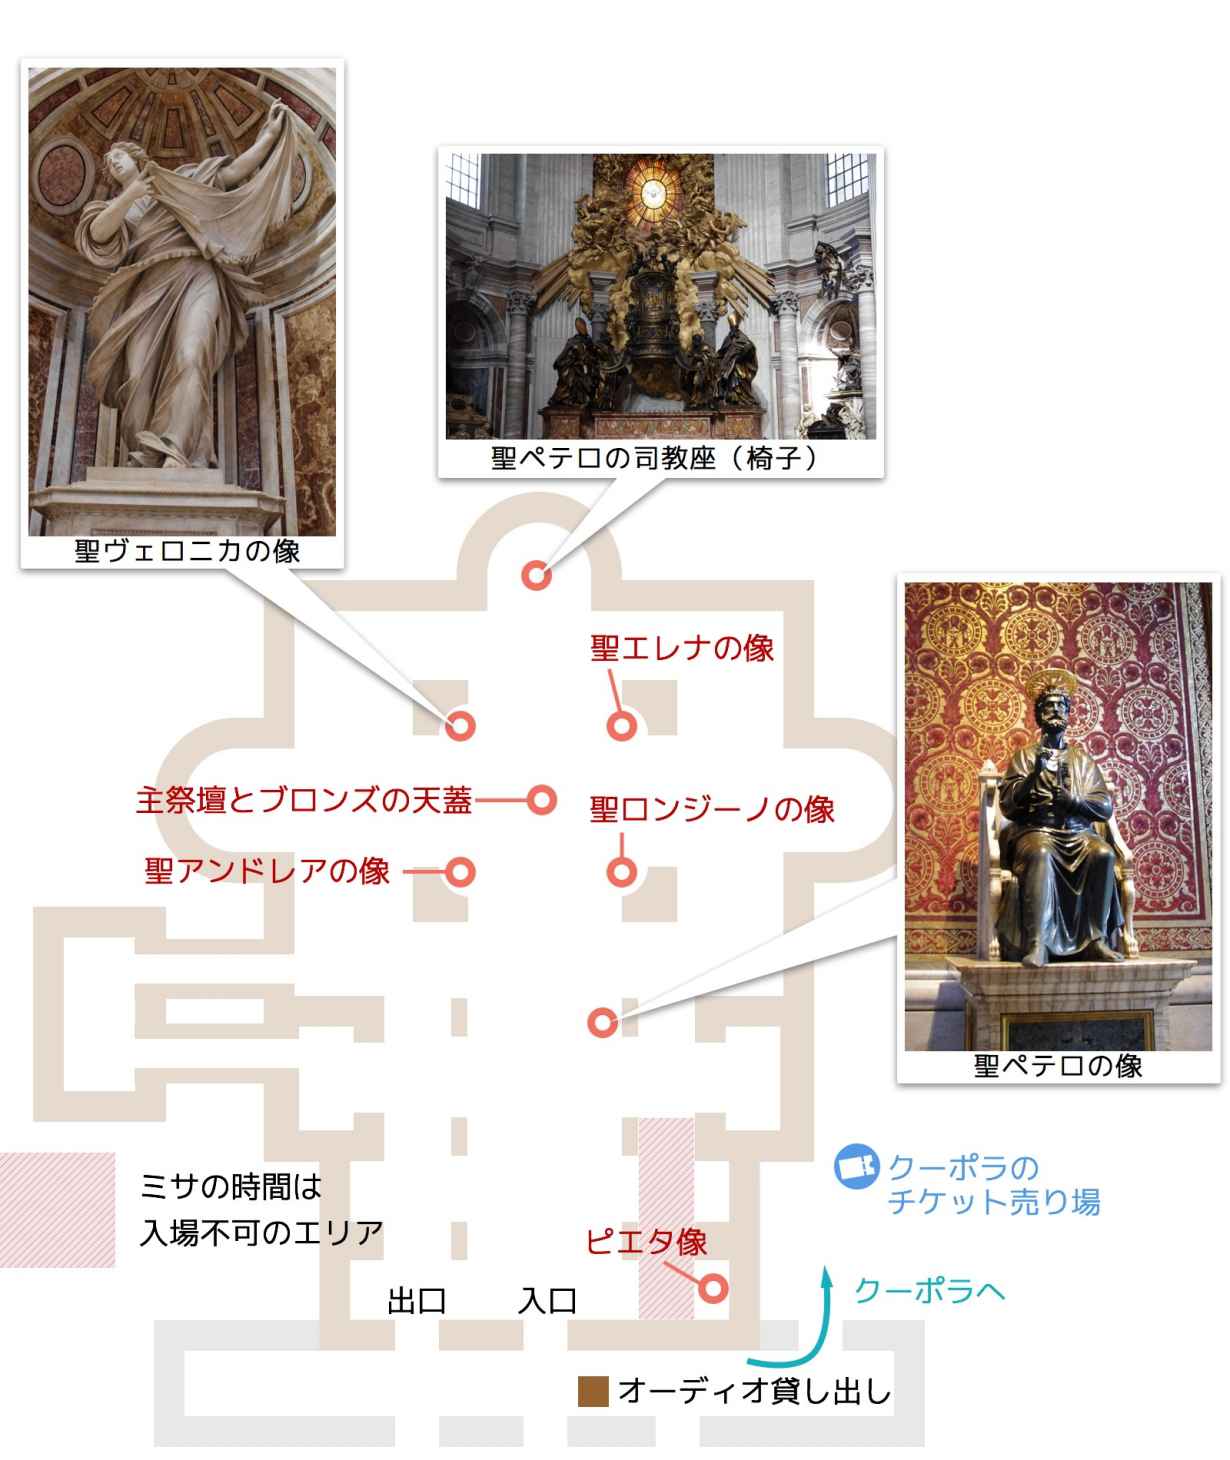 聖ペテロの司教座（椅子）
聖ヴェロニカの像
聖エレナの像
主祭壇とブロンズの天蓋
聖ロンジーノの像
聖アンドレアの像
聖ペテロの像
ミサの時間は
入場不可のエリア
クーポラの
チケット売り場
ピエタ像
クーポラへ
出口
入口
オーディオ貸し出し